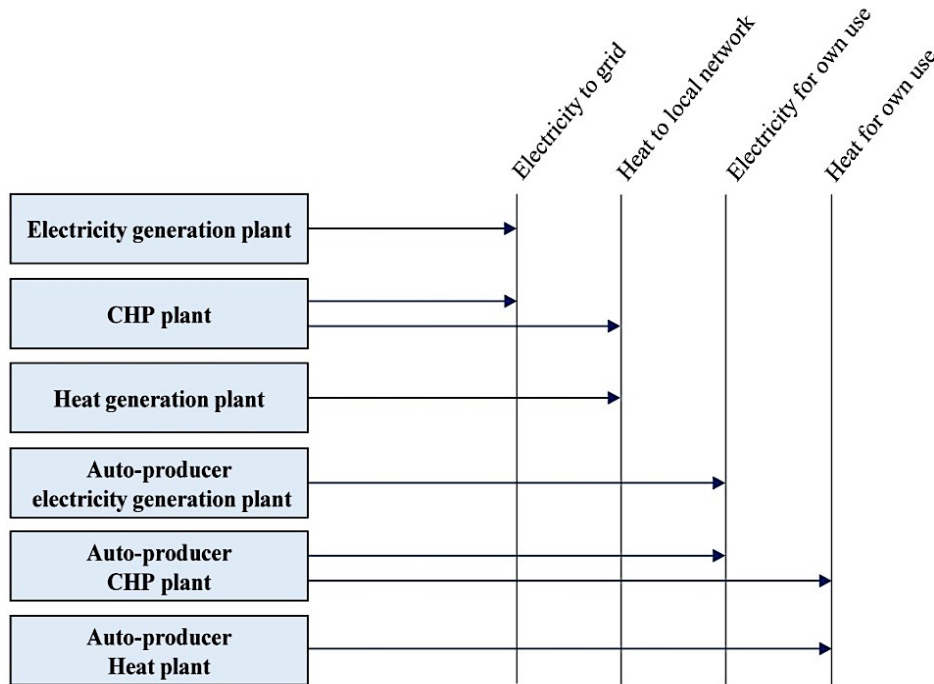 Electricity to grid
Heat to local network
Electricity for own use
Heat for own use
Electricity generation plant
CHP plant
Heat generation plant
Auto-producer
electricity generation plant
Auto-producer
CHP plant
Auto-producer
Heat plant